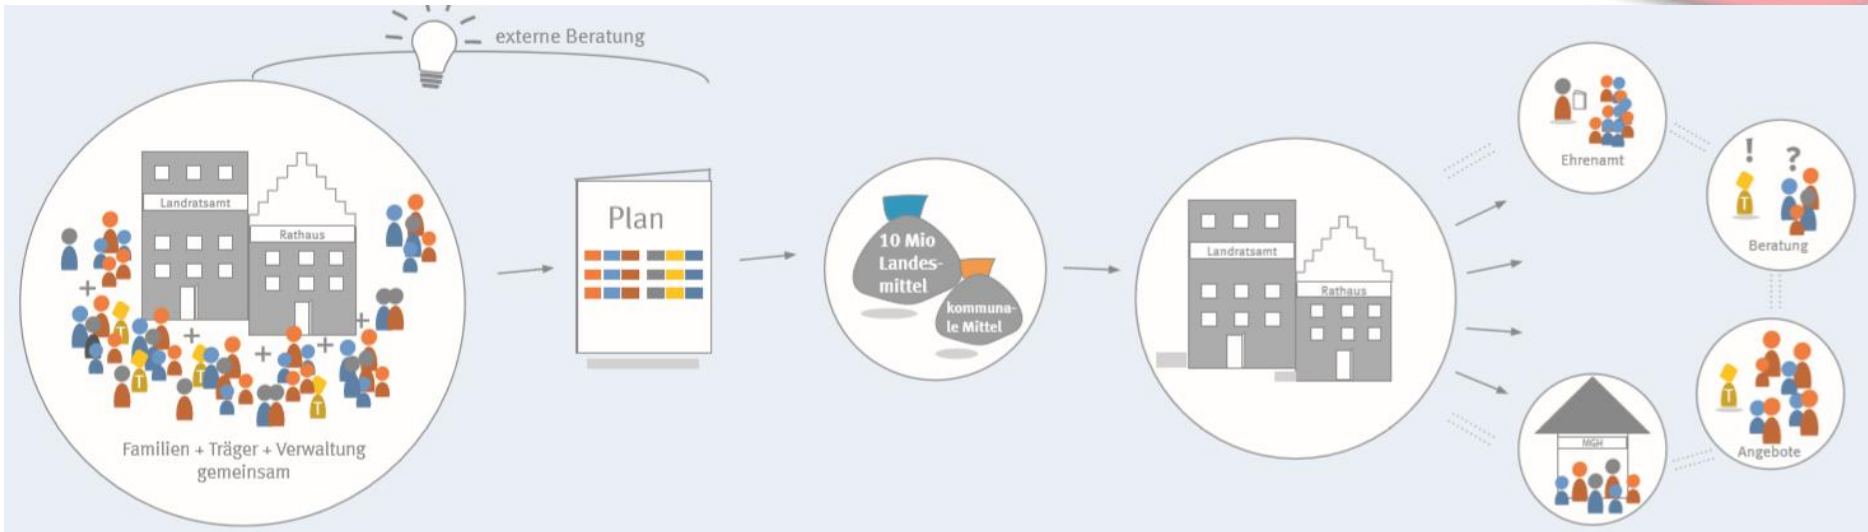 externe Beratung
Landratsamt
Rathaus
T
T
T
T
Familien + Träger + Verwaltung
gemeinsam
Plan
10 Mio
Landes-
mittel
kommuna-
le Mittel
Landratsamt
Rathaus
Ehrenamt
! ?
T
Beratung
T
Angebote
MGH